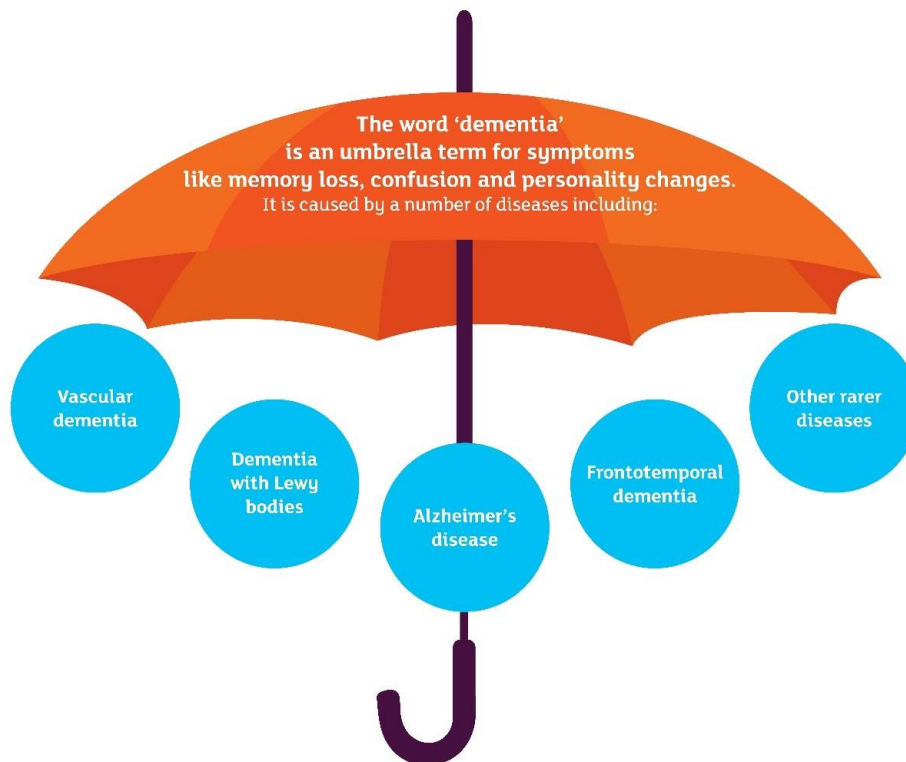 The word ‘dementia’
is an umbrella term for symptoms
like memory loss, confusion and personality changes.
It is caused by a number of diseases including:
Vascular
dementia
Dementia
with Lewy
bodies
Alzheimer’s
disease
Frontotemporal
dementia
Other rarer
diseases